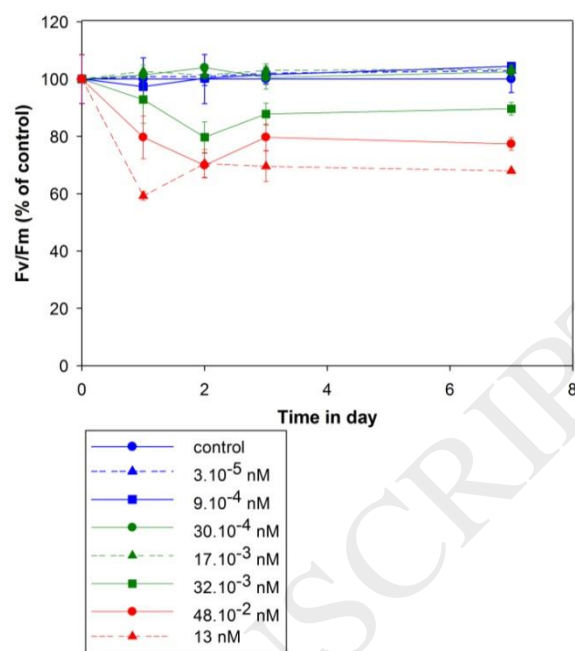 Fv/Fm (% of control)
120
100
80
60
40
20
0
0 2 4 6 8
Time in day
control
3.10⁻⁵ nM
9.10⁻⁴ nM
30.10⁻⁴ nM
17.10⁻³ nM
32.10⁻³ nM
48.10⁻² nM
13 nM
USCRIPT